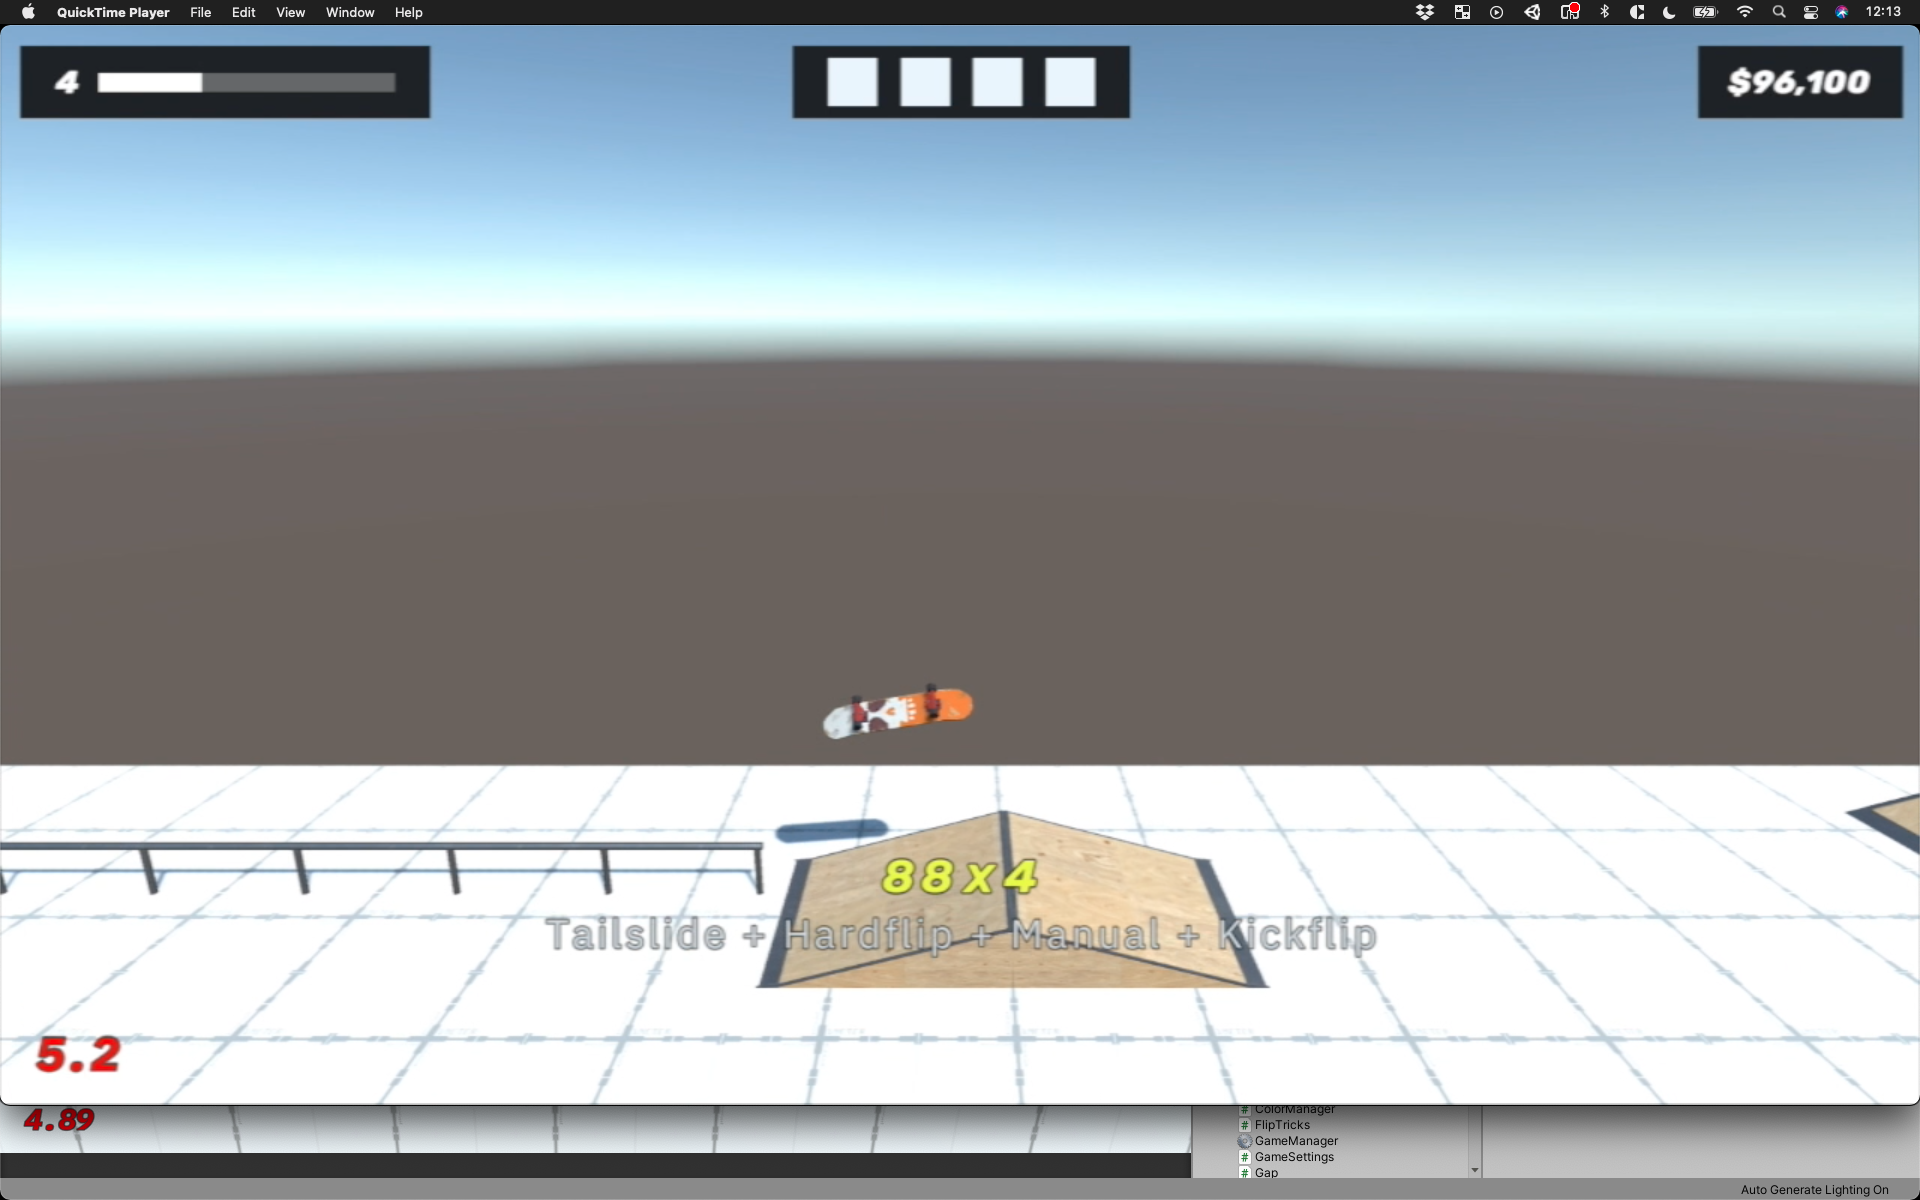 QuickTime Player File Edit View Window Help 12:13
4 $96,100
88x4
Tailslide + Hardflip + Manual + Kickflip
5.2
4.89
ColorManager
FlipTricks
GameManager
GameSettings
Gap
Auto Generate Lighting On